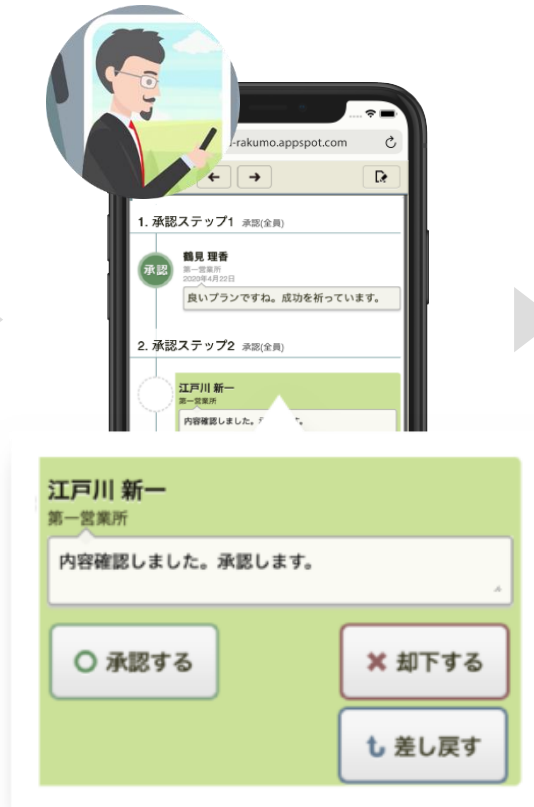 -rakumo.appspot.com
1. 承認ステップ1 承認(全員)
承認
鶴見 理香
第一営業所
2020年4月22日
良いプランですね。成功を祈っています。
2. 承認ステップ2 承認(全員)
江戸川 新一
第一営業所
内容確認しました。
江戸川 新一
第一営業所
内容確認しました。承認します。
承認する
却下する
差し戻す